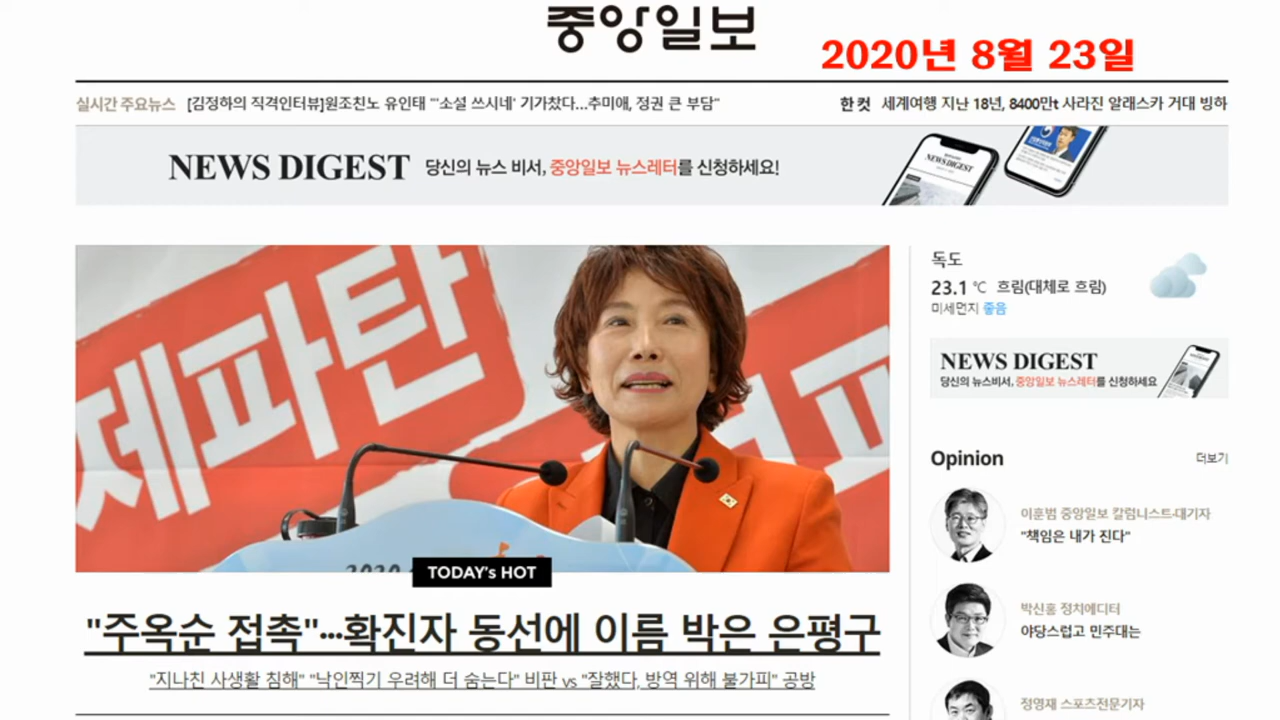 중앙일보
2020년 8월 23일
실시간 주요뉴스 [김정하의 직격인터뷰]원조친노 유인태 "'소설 쓰시네' 기가찼다...추미애, 정권 큰 부담"
한 컷 세계여행 지난 18년, 8400만t 사라진 알래스카 거대 빙하
NEWS DIGEST 당신의 뉴스 비서, 중앙일보 뉴스레터를 신청하세요!
NEWS DIGEST
제파탄
독도
23.1 ℃ 흐림(대체로 흐림)
미세먼지 좋음
NEWS DIGEST
당신의 뉴스비서, 중앙일보 뉴스레터를 신청하세요
Opinion 더보기
이훈범 중앙일보 칼럼니스트·대기자
"책임은 내가 진다"
박신홍 정치에디터
야당스럽고 민주대는
정영재 스포츠전문기자
2020
TODAY's HOT
"주옥순 접촉"…확진자 동선에 이름 박은 은평구
"지나친 사생활 침해" "낙인찍기 우려해 더 숨는다" 비판 vs "잘했다, 방역 위해 불가피" 공방